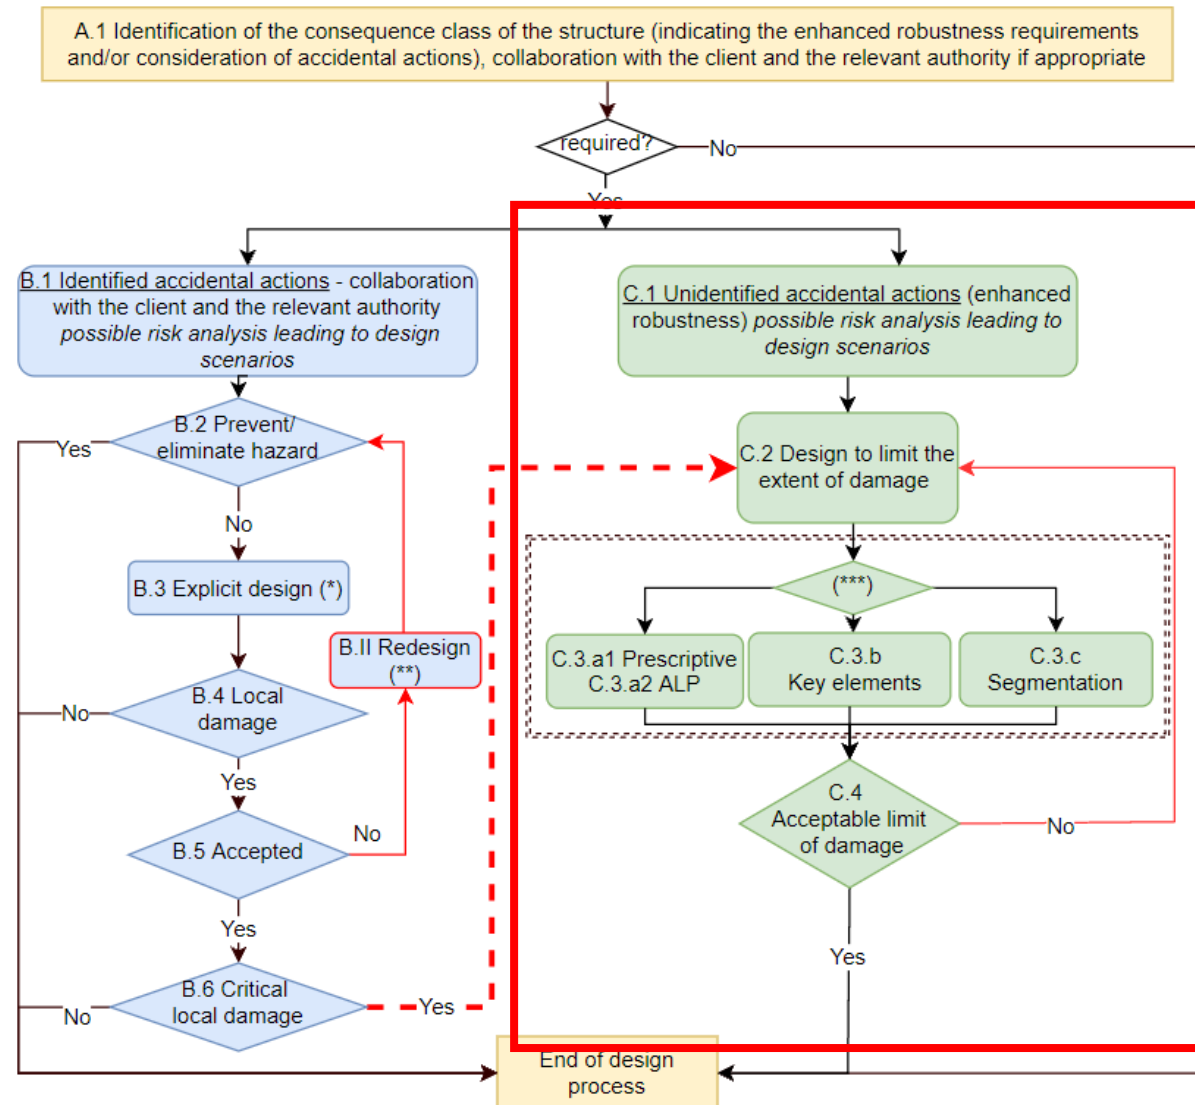 A.1 Identification of the consequence class of the structure (indicating the enhanced robustness requirements
and/or consideration of accidental actions), collaboration with the client and the relevant authority if appropriate
required?
No
Yes
B.1 Identified accidental actions - collaboration
with the client and the relevant authority
possible risk analysis leading to design
scenarios
C.1 Unidentified accidental actions (enhanced
robustness) possible risk analysis leading to
design scenarios
B.2 Prevent/
eliminate hazard
Yes
No
C.2 Design to limit the
extent of damage
B.3 Explicit design (*)
(***)
B.II Redesign
(**)
C.3.a1 Prescriptive
C.3.a2 ALP
C.3.b
Key elements
C.3.c
Segmentation
B.4 Local
damage
No
Yes
C.4
Acceptable limit
of damage
No
B.5 Accepted
No
Yes
Yes
B.6 Critical
local damage
No
Yes
End of design
process